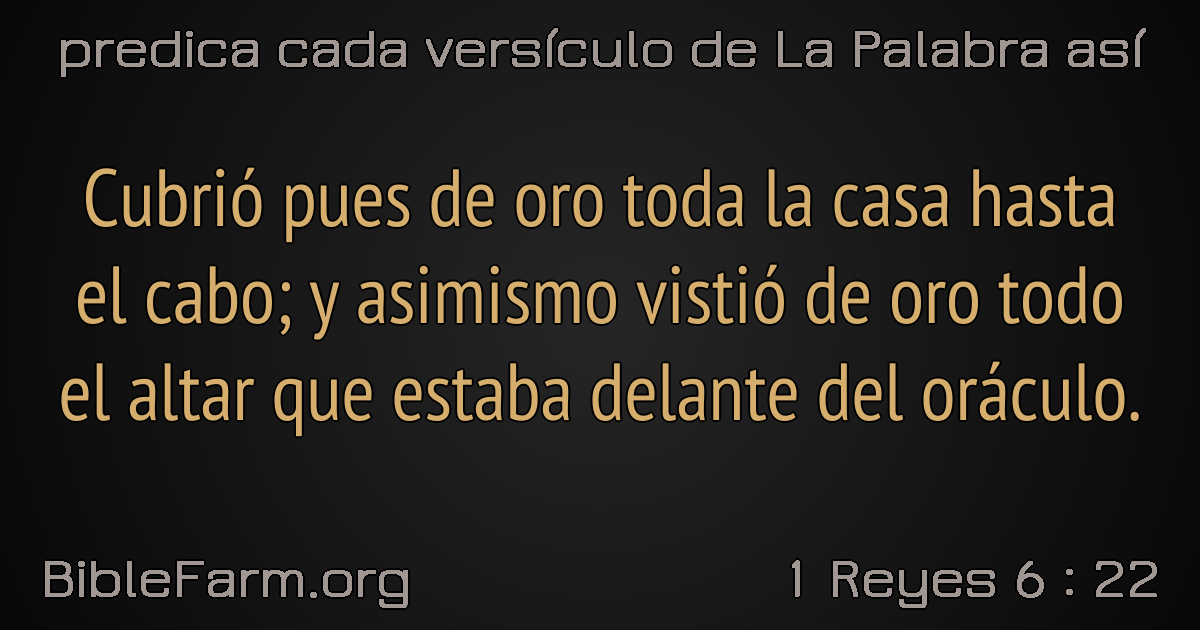 predica cada versículo de La Palabra así
Cubrió pues de oro toda la casa hasta
el cabo; y asimismo vistió de oro todo
el altar que estaba delante del oráculo.
BibleFarm.org
1 Reyes 6 : 22